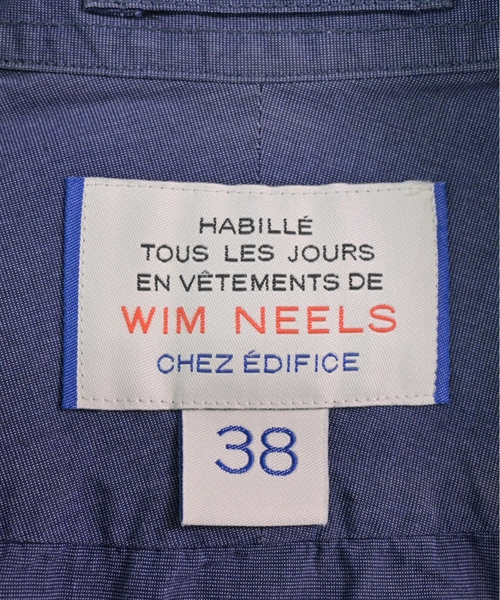 HABILLÉ
TOUS LES JOURS
EN VÊTEMENTS DE
WIM NEELS
CHEZ ÉDIFICE
38